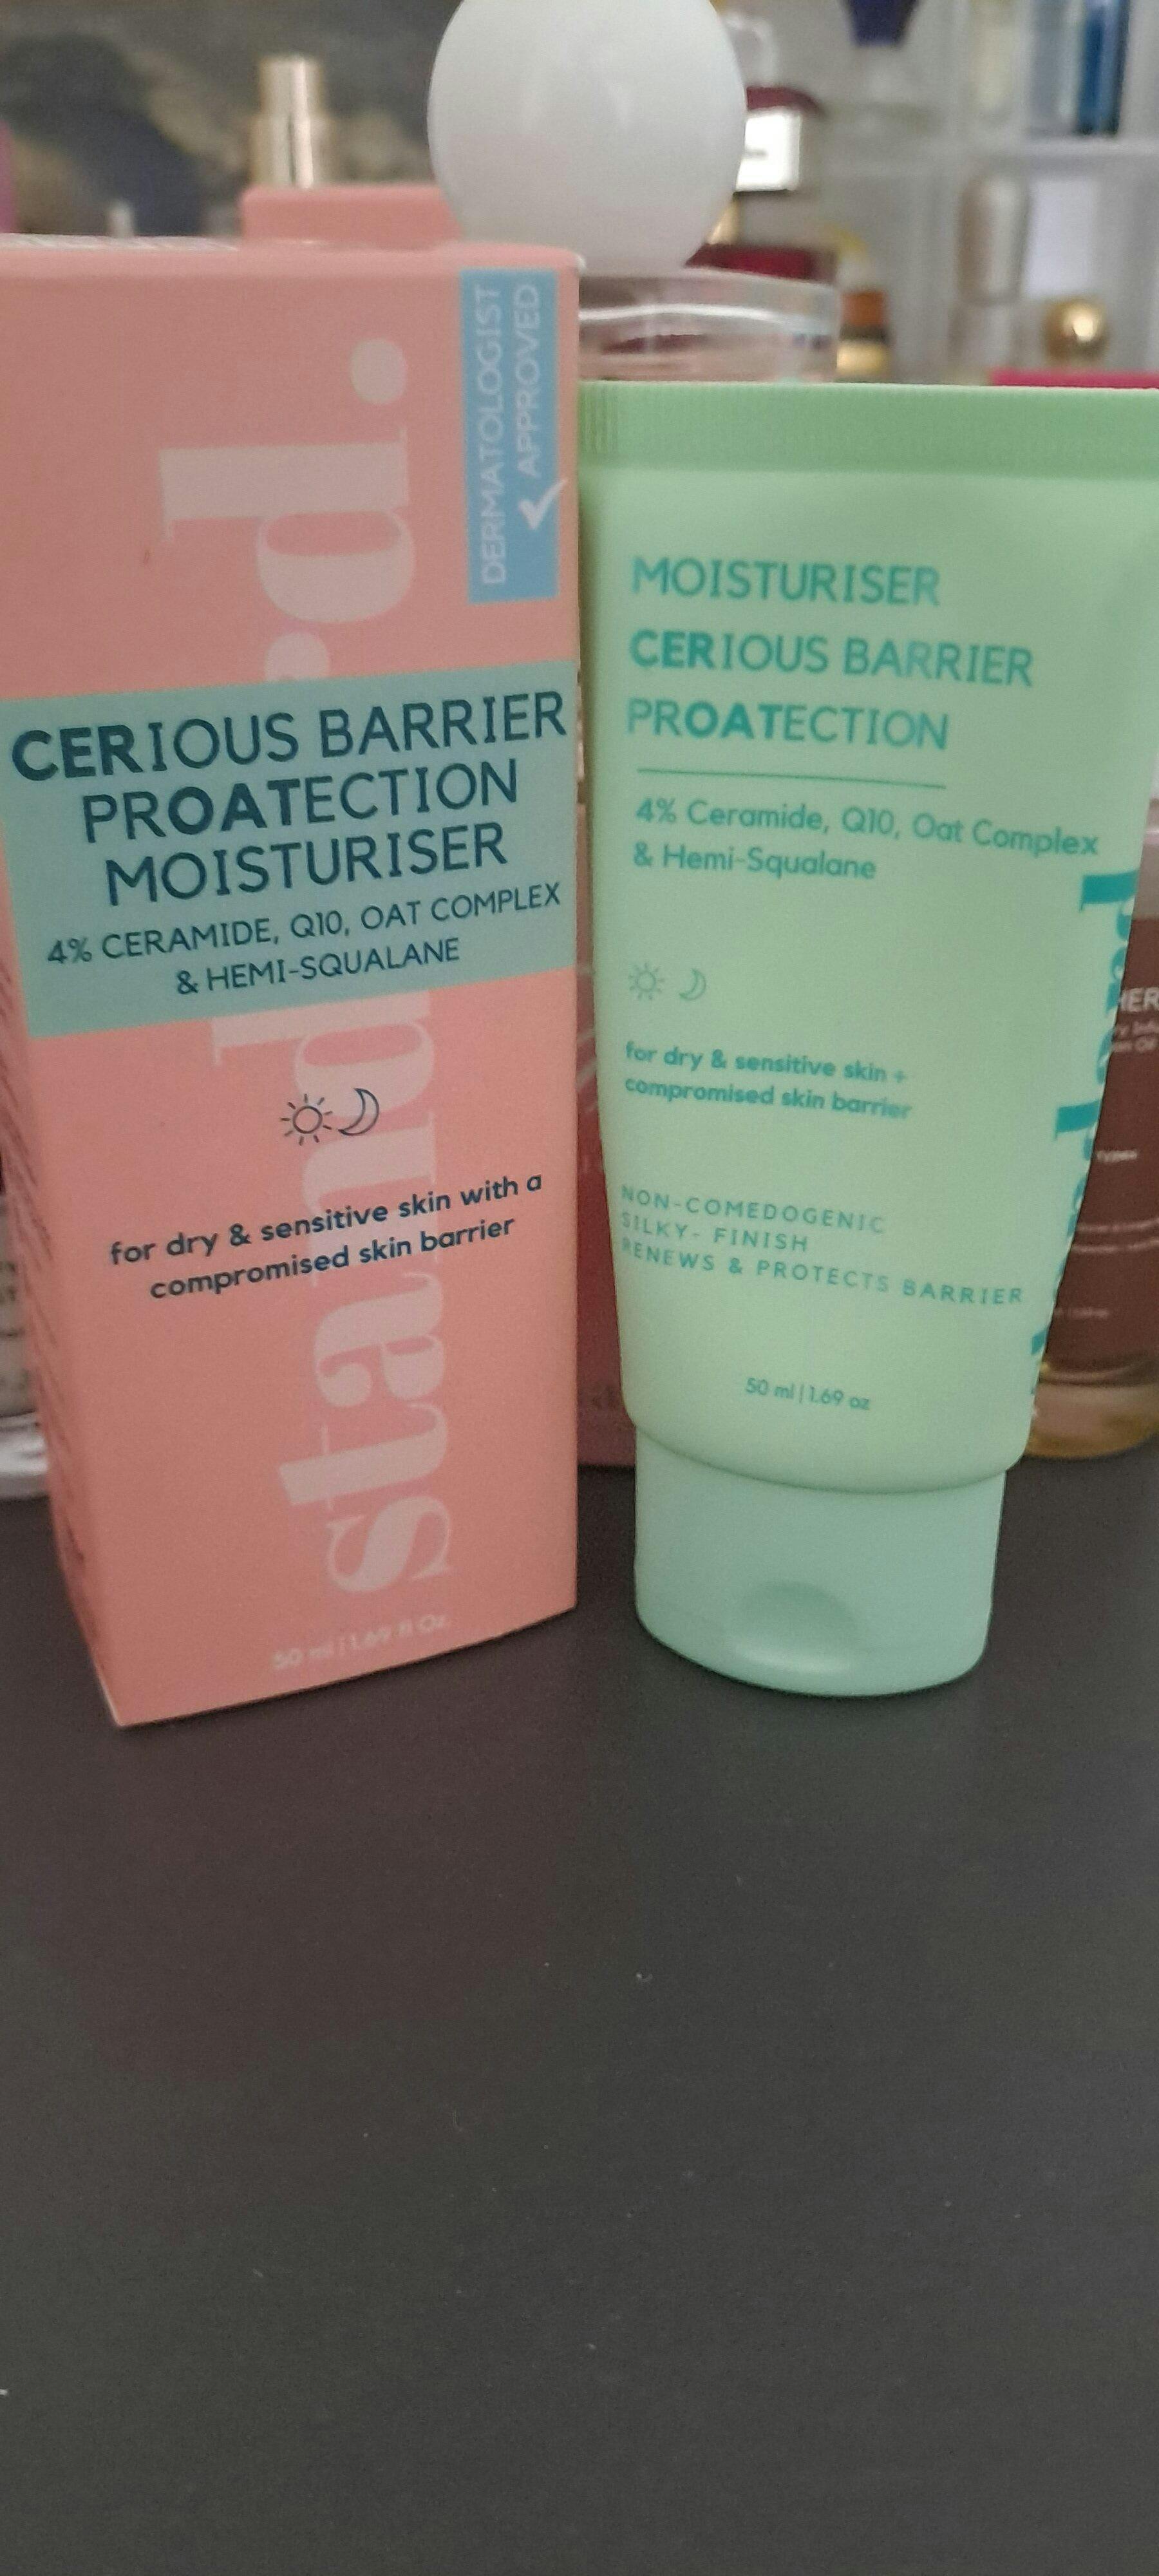 DERMATOLOGIST
✓ APPROVED
CERIOUS BARRIER
PROATECTION
MOISTURISER
4% CERAMIDE, Q10, OAT COMPLEX
& HEMI-SQUALANE
for dry & sensitive skin with a
compromised skin barrier
50 ml | 1.69 fl Oz.
MOISTURISER
CERIOUS BARRIER
PROATECTION
4% Ceramide, Q10, Oat Complex
& Hemi-Squalane
for dry & sensitive skin +
compromised skin barrier
NON-COMEDOGENIC
SILKY- FINISH
RENEWS & PROTECTS BARRIER
50 ml | 1.69 oz